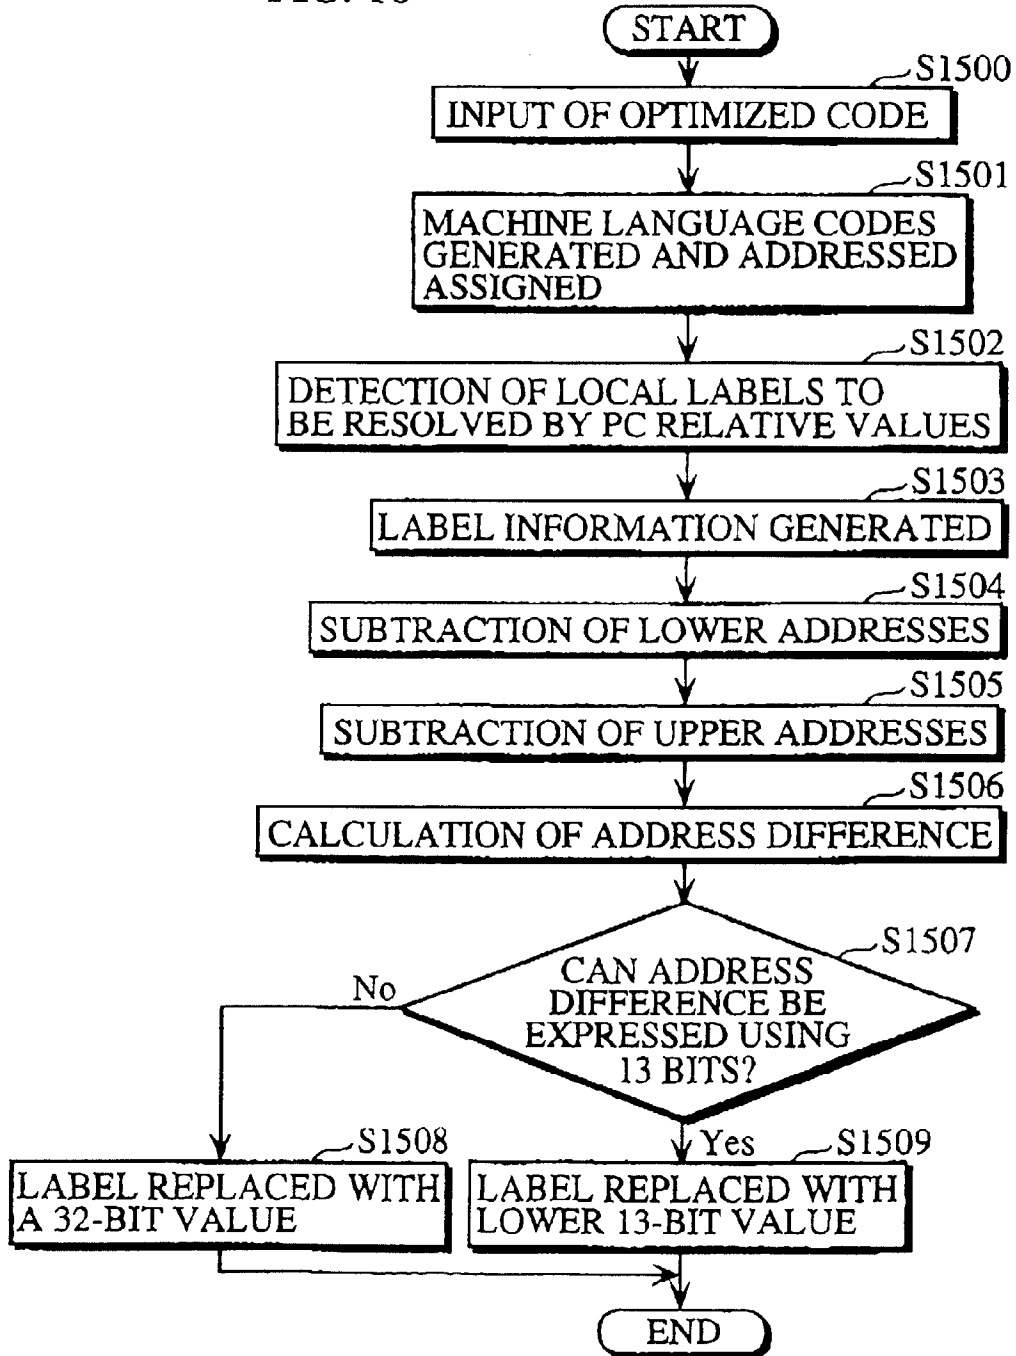 START
S1500
INPUT OF OPTIMIZED CODE
S1501
MACHINE LANGUAGE CODES
GENERATED AND ADDRESSED
ASSIGNED
S1502
DETECTION OF LOCAL LABELS TO
BE RESOLVED BY PC RELATIVE VALUES
S1503
LABEL INFORMATION GENERATED
S1504
SUBTRACTION OF LOWER ADDRESSES
S1505
SUBTRACTION OF UPPER ADDRESSES
S1506
CALCULATION OF ADDRESS DIFFERENCE
S1507
CAN ADDRESS
DIFFERENCE BE
EXPRESSED USING
13 BITS?
No
Yes
S1508
LABEL REPLACED WITH
A 32-BIT VALUE
S1509
LABEL REPLACED WITH
LOWER 13-BIT VALUE
END